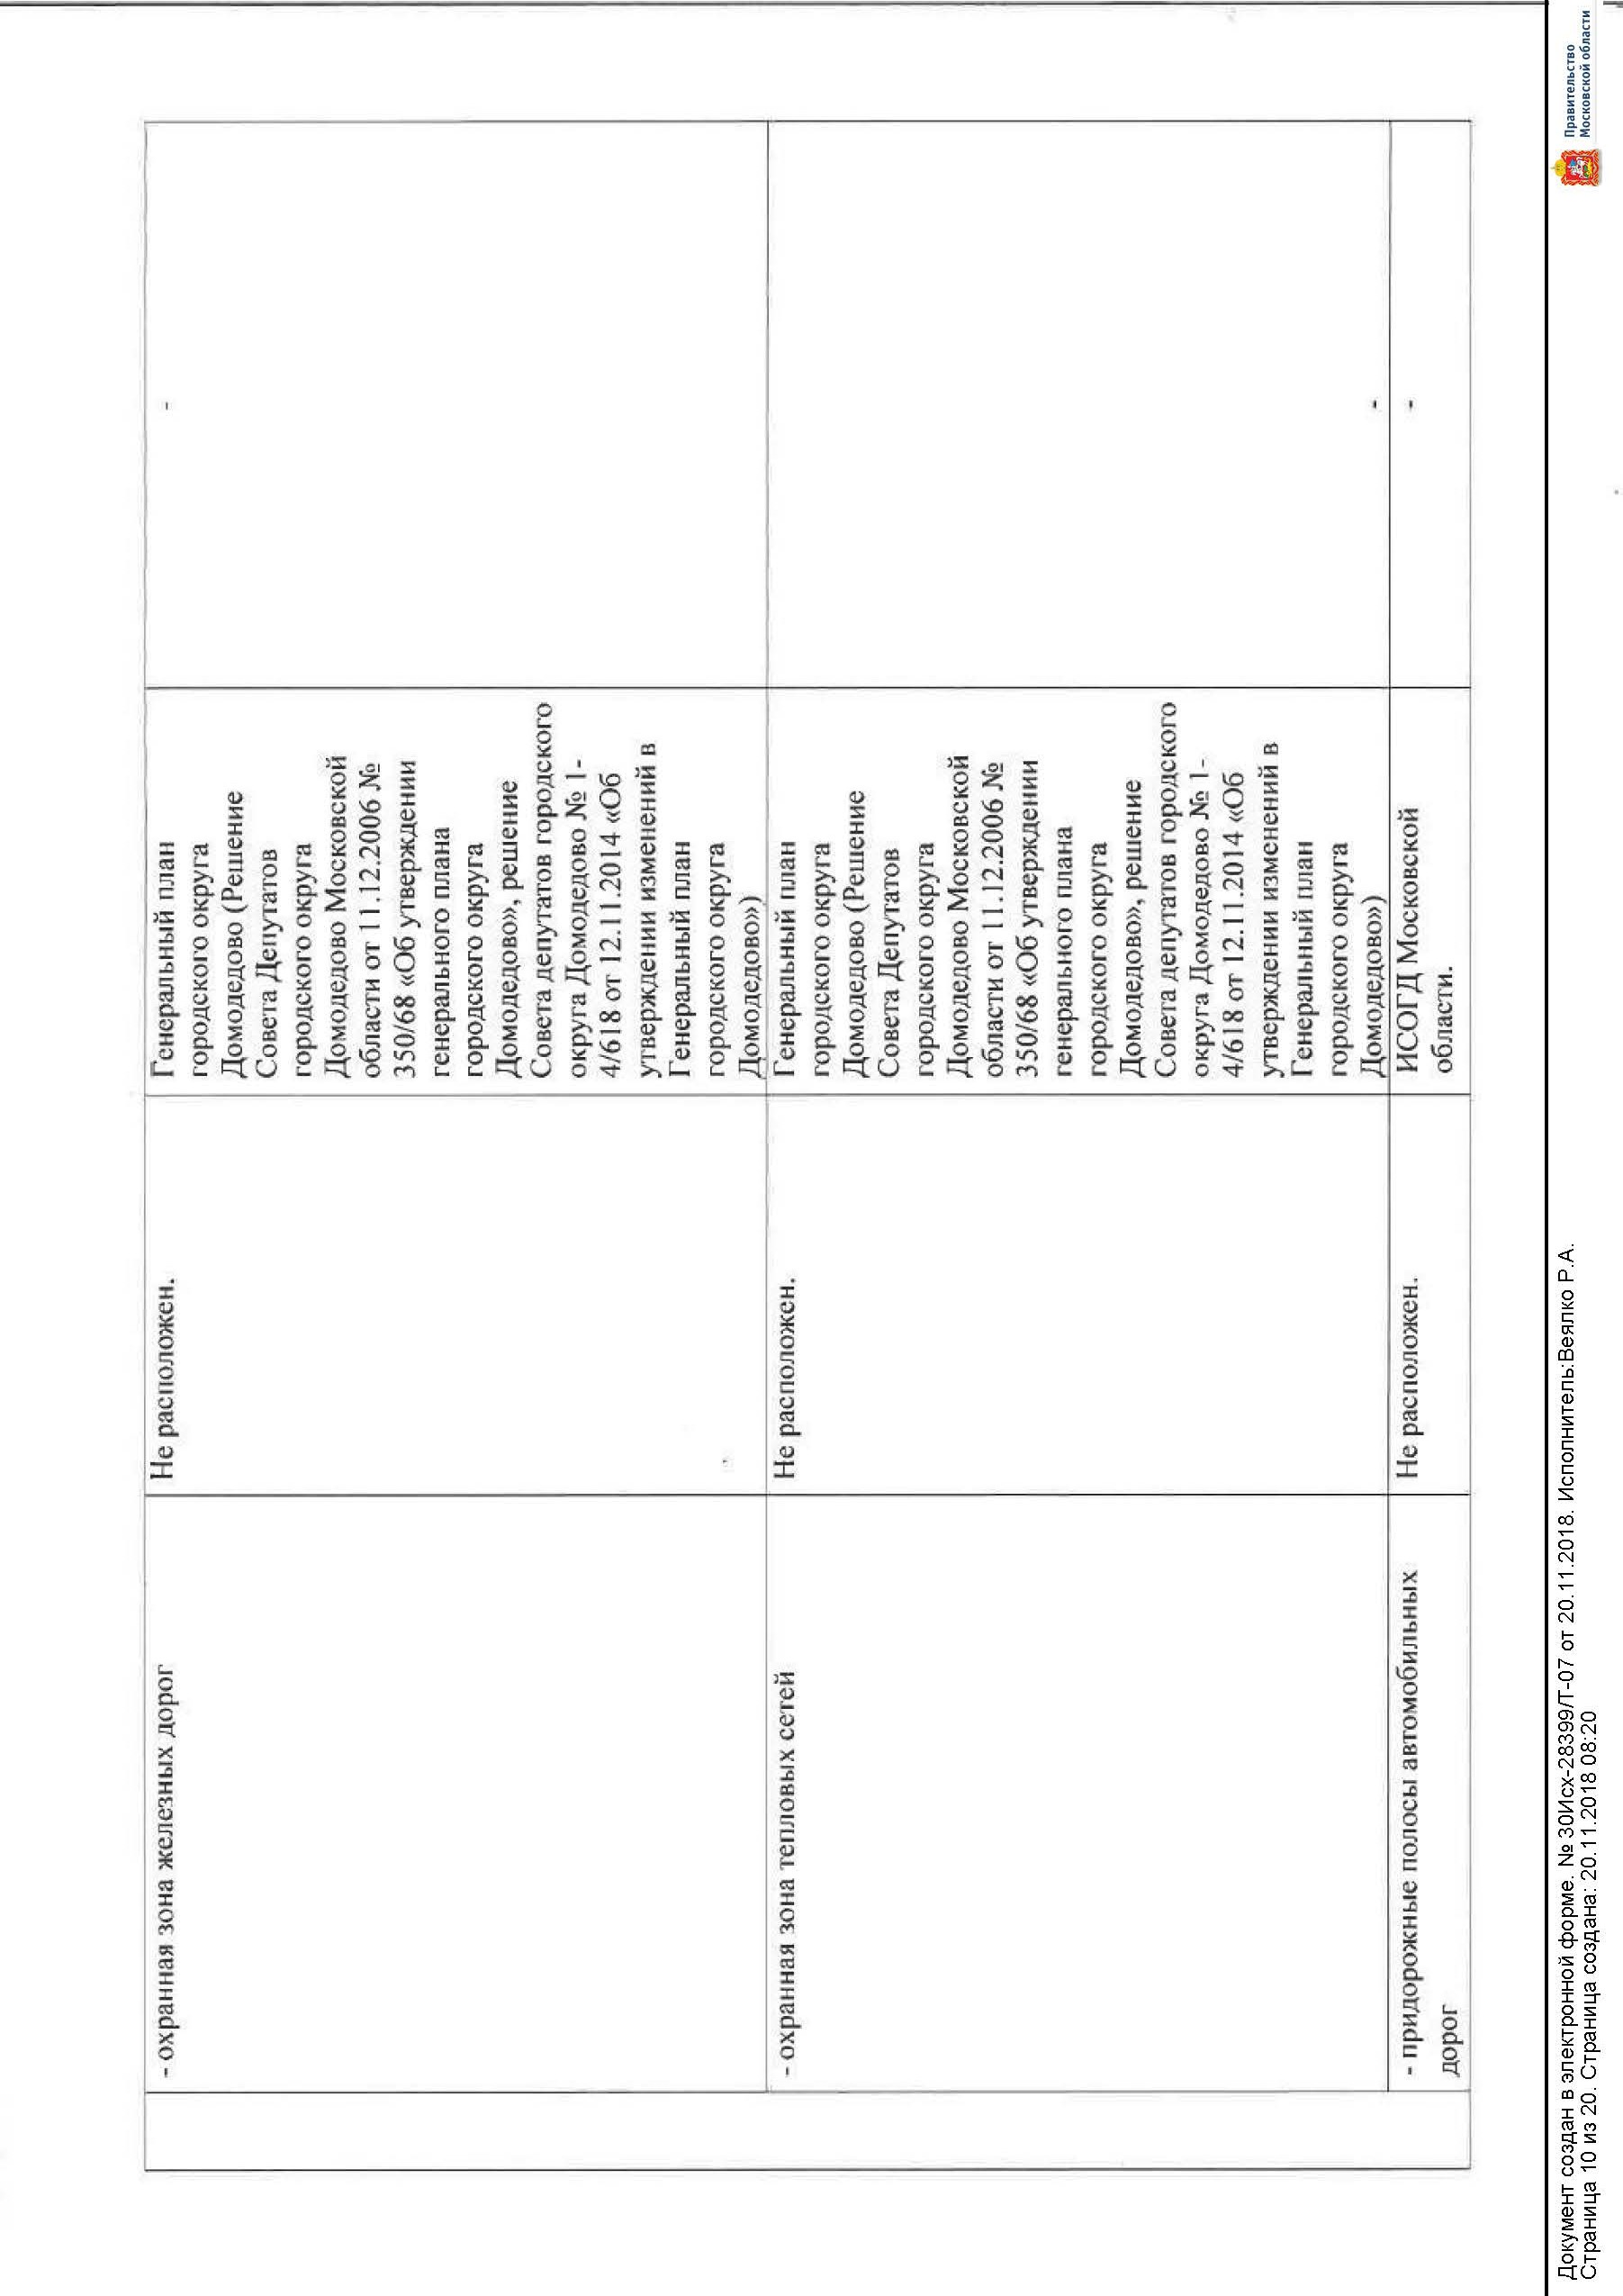 - охранная зона железных дорог
Не расположен.
Генеральный план
городского округа
Домодедово (Решение
Совета Депутатов
городского округа
Домодедово Московской
области от 11.12.2006 №
350/68 «Об утверждении
генерального плана
городского округа
Домодедово», решение
Совета депутатов городского
округа Домодедово № 1-
4/618 от 12.11.2014 «Об
утверждении изменений в
Генеральный план
городского округа
Домодедово»)
-
- охранная зона тепловых сетей
Не расположен.
Генеральный план
городского округа
Домодедово (Решение
Совета Депутатов
городского округа
Домодедово Московской
области от 11.12.2006 №
350/68 «Об утверждении
генерального плана
городского округа
Домодедово», решение
Совета депутатов городского
округа Домодедово № 1-
4/618 от 12.11.2014 «Об
утверждении изменений в
Генеральный план
городского округа
Домодедово»)
-
- придорожные полосы автомобильных
дорог
Не расположен.
ИСОГД Московской
области.
-
Документ создан в электронной форме. № 30Исх-28399/Т-07 от 20.11.2018. Исполнитель:Веялко Р.А.
Страница 10 из 20. Страница создана: 20.11.2018 08:20
Правительство
Московской области